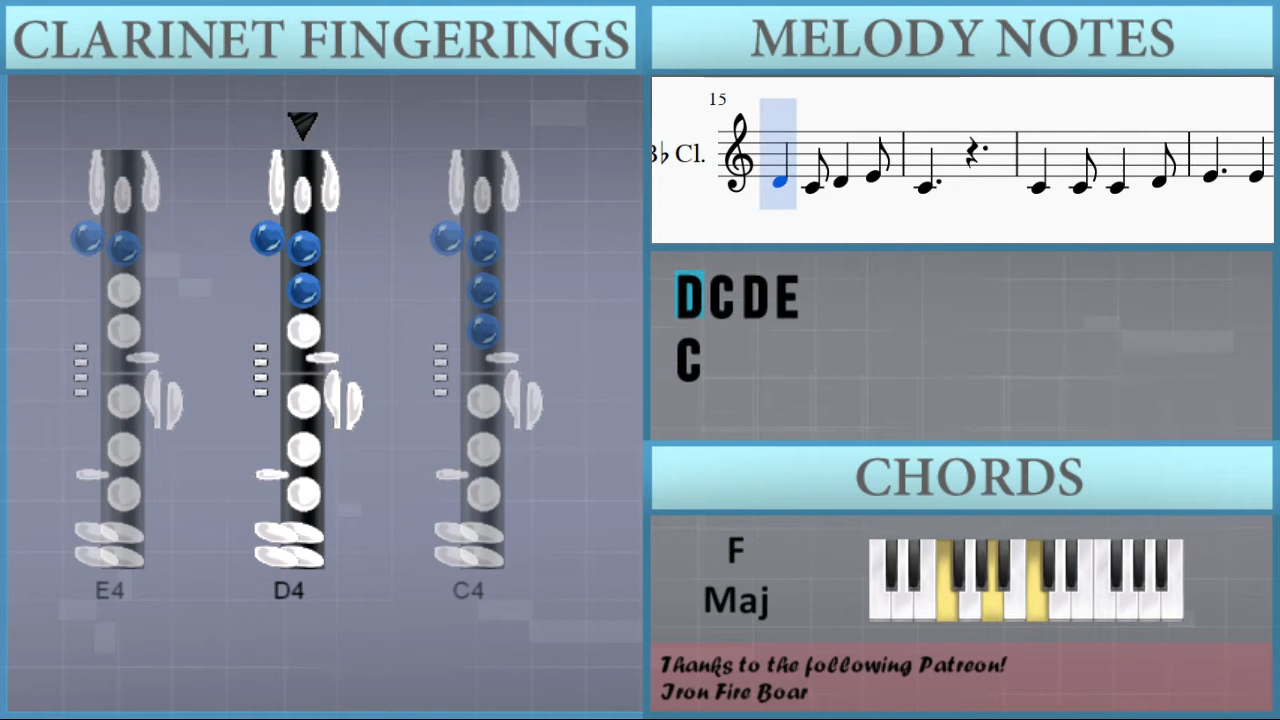 CLARINET FINGERINGS
E4
D4
C4
MELODY NOTES
15
B♭ Cl.
D C D E
C
CHORDS
F
Maj
Thanks to the following Patreon!
Iron Fire Boar